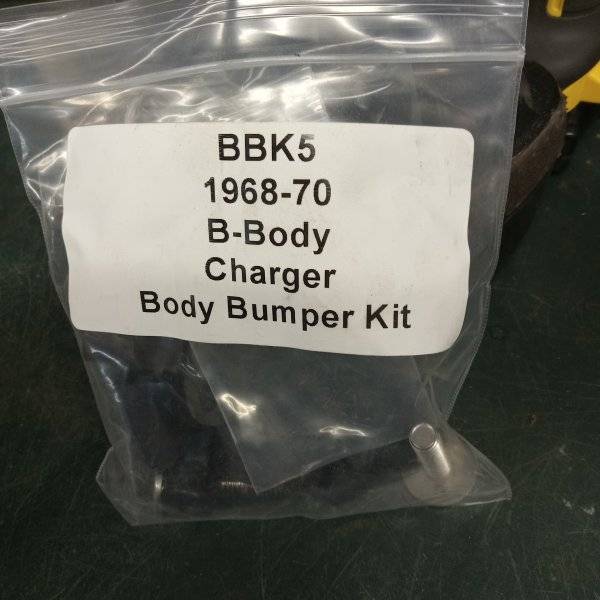 BBK5
1968-70
B-Body
Charger
Body Bumper Kit